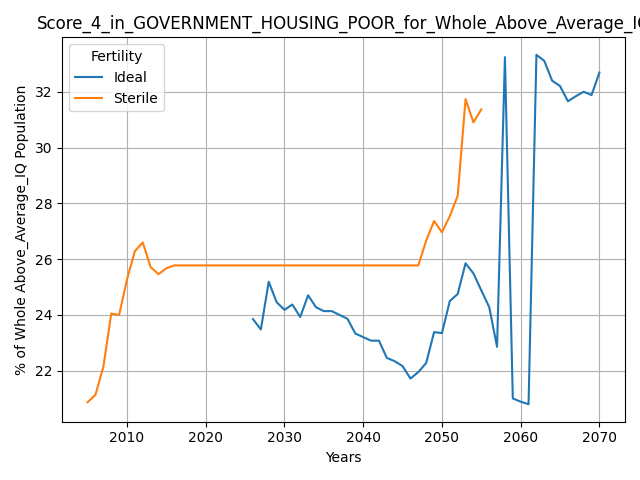 Score_4_in_GOVERNMENT_HOUSING_POOR_for_Whole_Above_Average_IQ
Fertility
Ideal
Sterile
% of Whole Above_Average_IQ Population
32
30
28
26
24
22
2010 2020 2030 2040 2050 2060 2070
Years